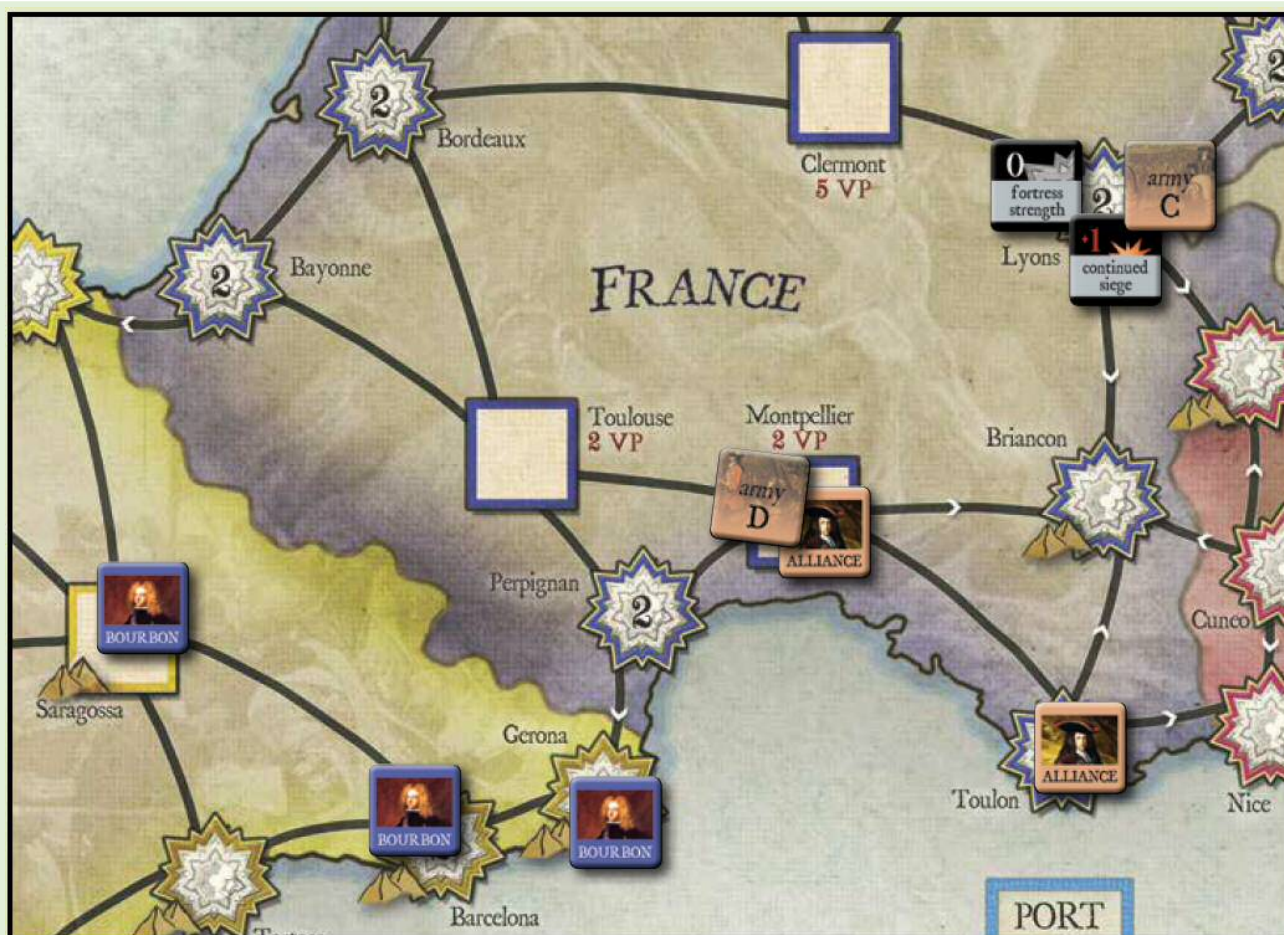 2
Bordeaux
2
Clermont
5 VP
0
fortress
strength
2
army
C
Lyons
+1
continued
siege
2
Bayonne
FRANCE
Toulouse
2 VP
Montpellier
2 VP
Briancon
army
D
ALLIANCE
Perpignan
2
BOURBON
Saragossa
Cuneo
Gerona
BOURBON
BOURBON
Barcelona
Toulon
ALLIANCE
Nice
PORT